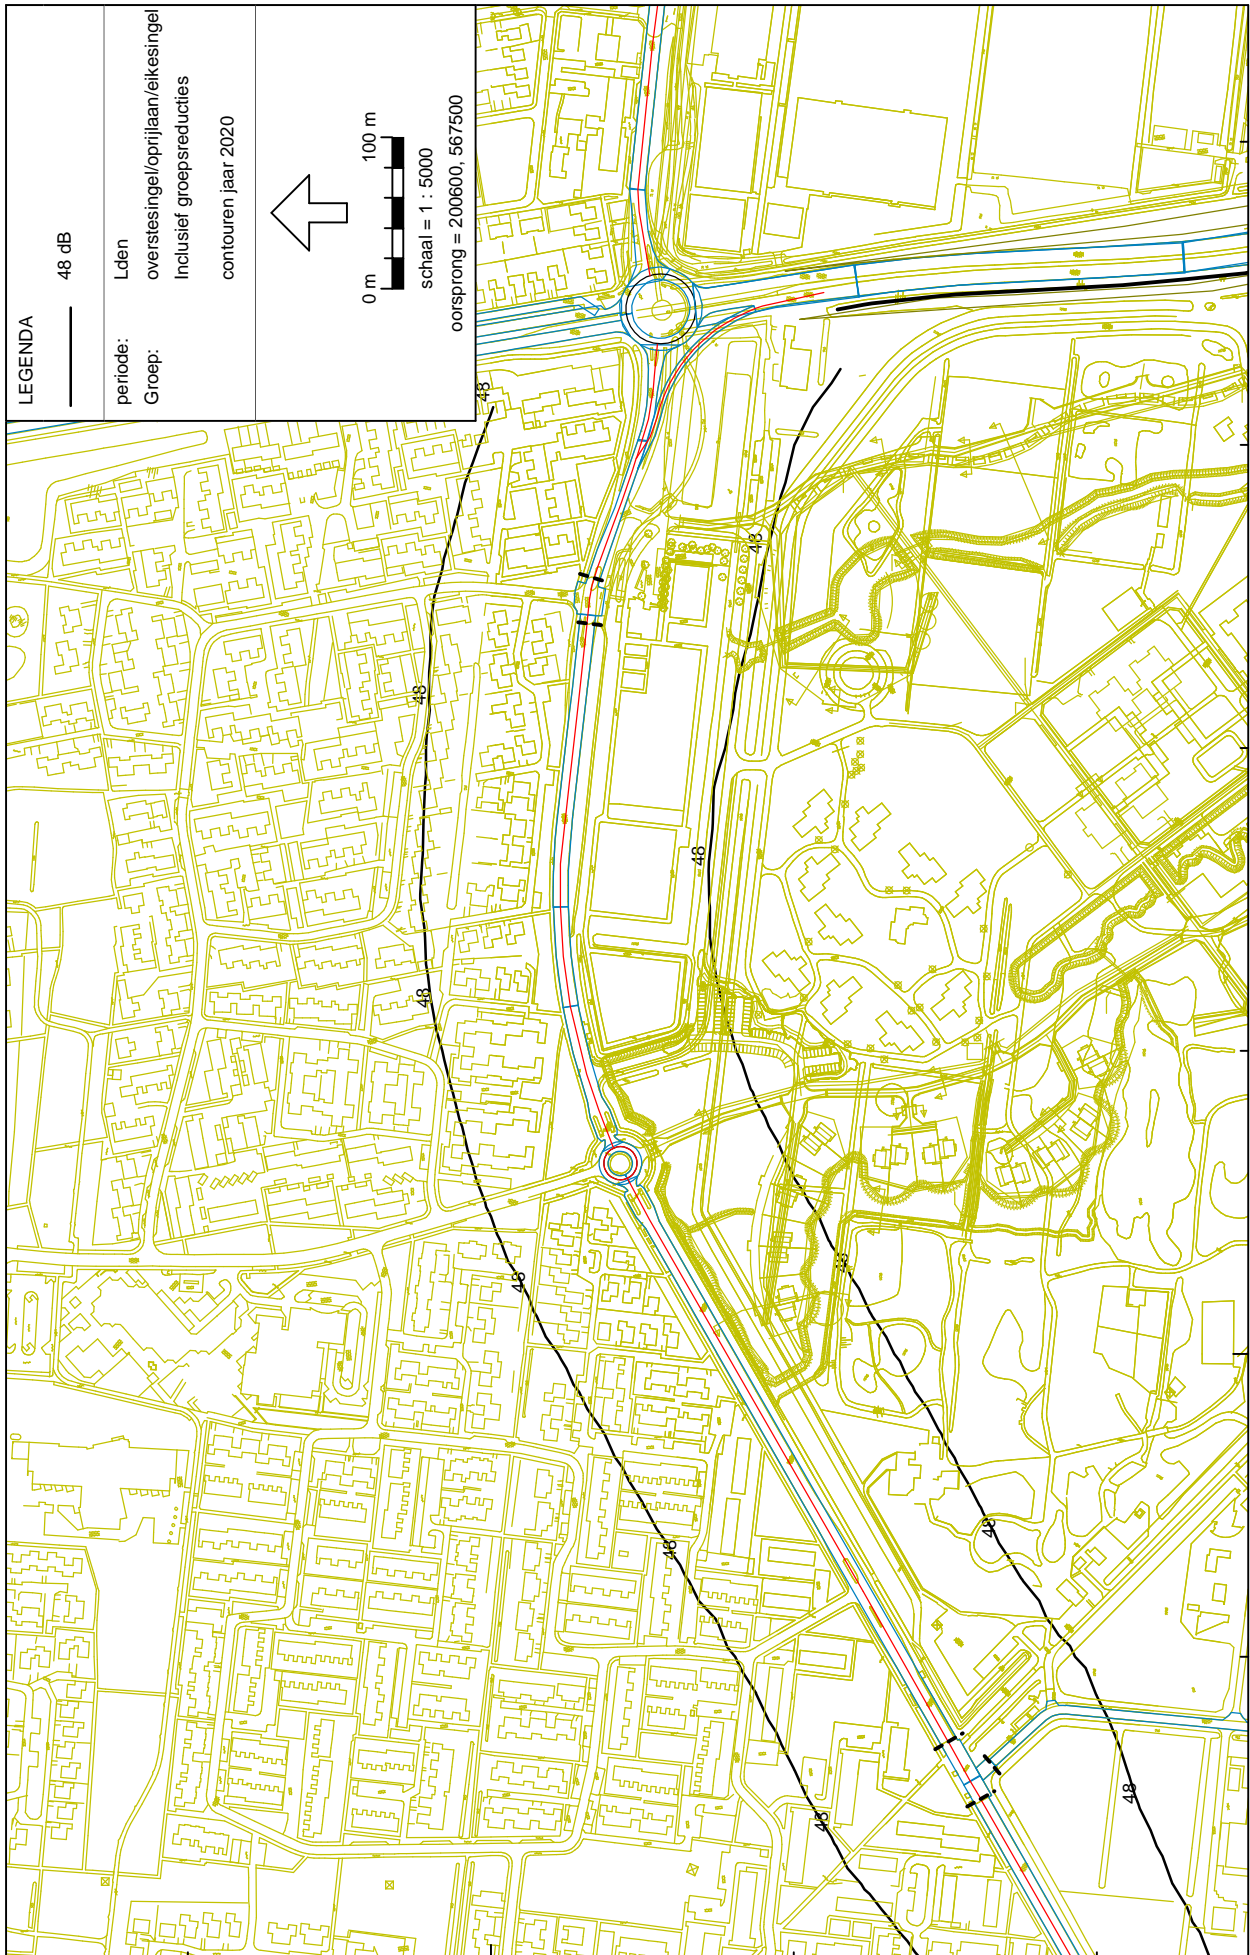 LEGENDA
48 dB
periode: Lden
Groep: overstesingel/oprijlaan/eikesingel
Inclusief groepsreducties
contouren jaar 2020
0 m 100 m
schaal = 1 : 5000
oorsprong = 200600, 567500
48
48
48
48
48
48
48
48
48
48
48